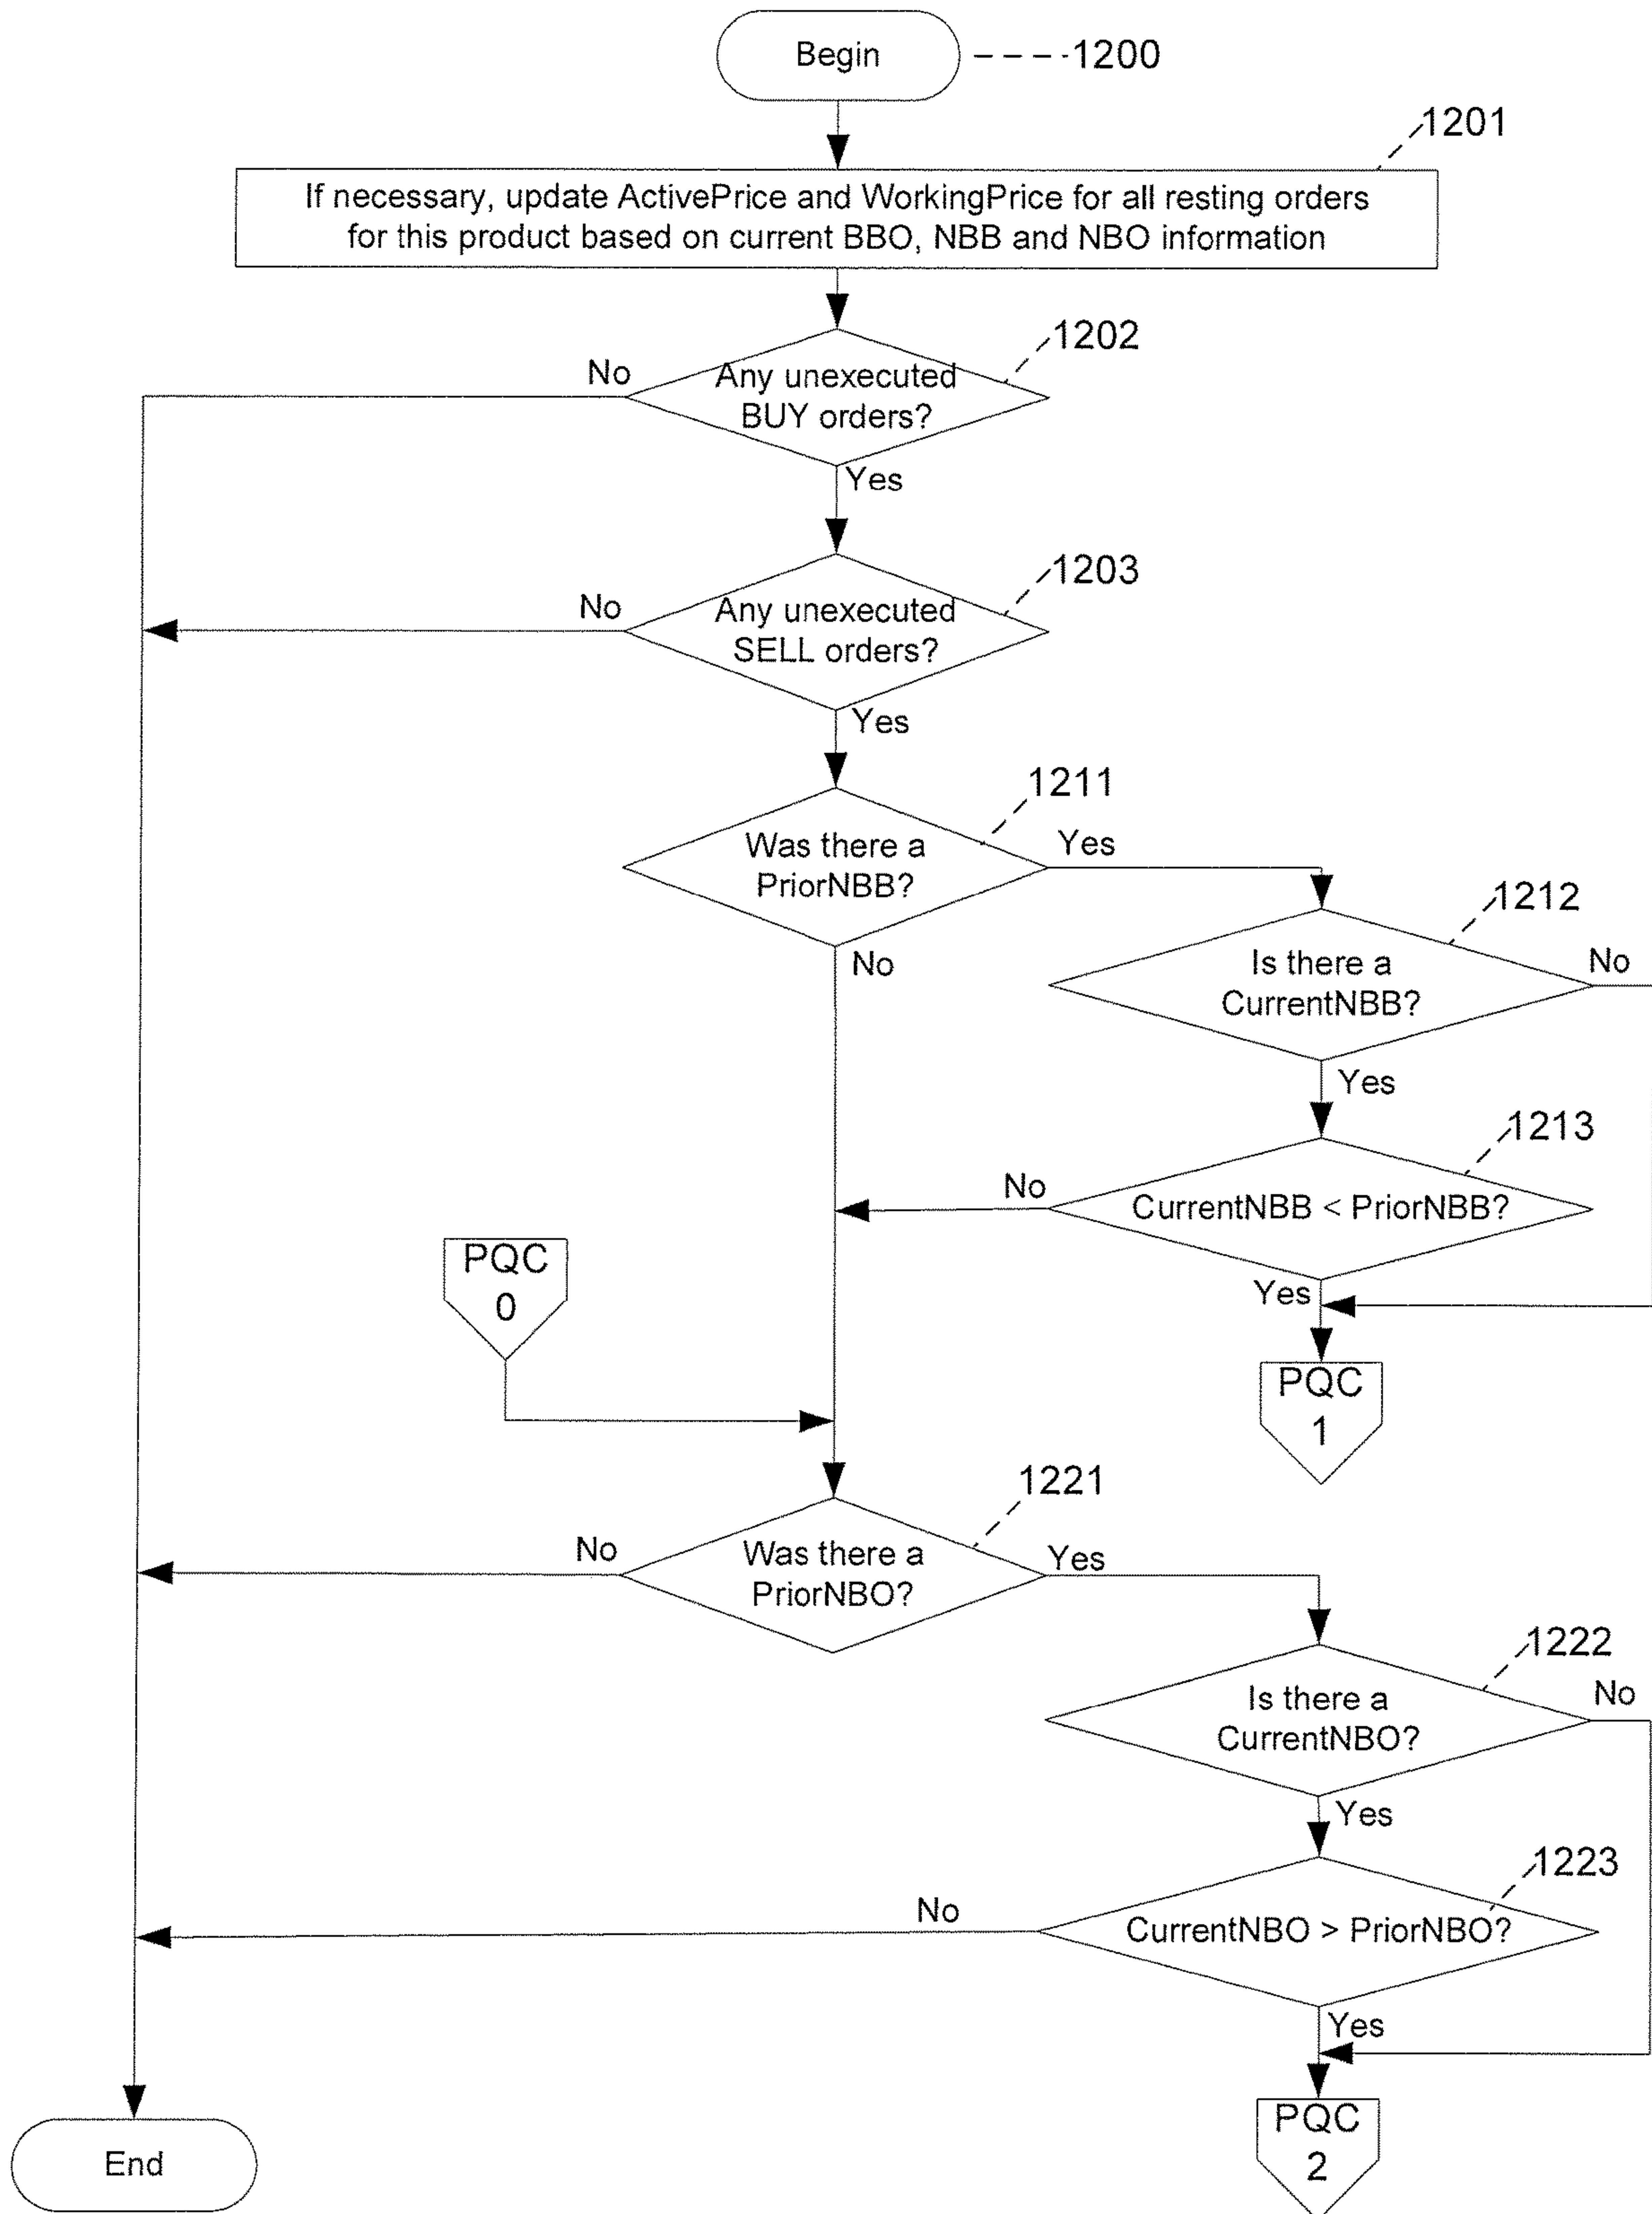 Begin
1200
1201
If necessary, update ActivePrice and WorkingPrice for all resting orders
for this product based on current BBO, NBB and NBO information
1202
No
Any unexecuted
BUY orders?
Yes
1203
No
Any unexecuted
SELL orders?
Yes
1211
Was there a
PriorNBB?
Yes
No
1212
Is there a
CurrentNBB?
No
Yes
1213
No
CurrentNBB < PriorNBB?
Yes
PQC
0
PQC
1
1221
No
Was there a
PriorNBO?
Yes
1222
Is there a
CurrentNBO?
No
Yes
1223
No
CurrentNBO > PriorNBO?
Yes
PQC
2
End